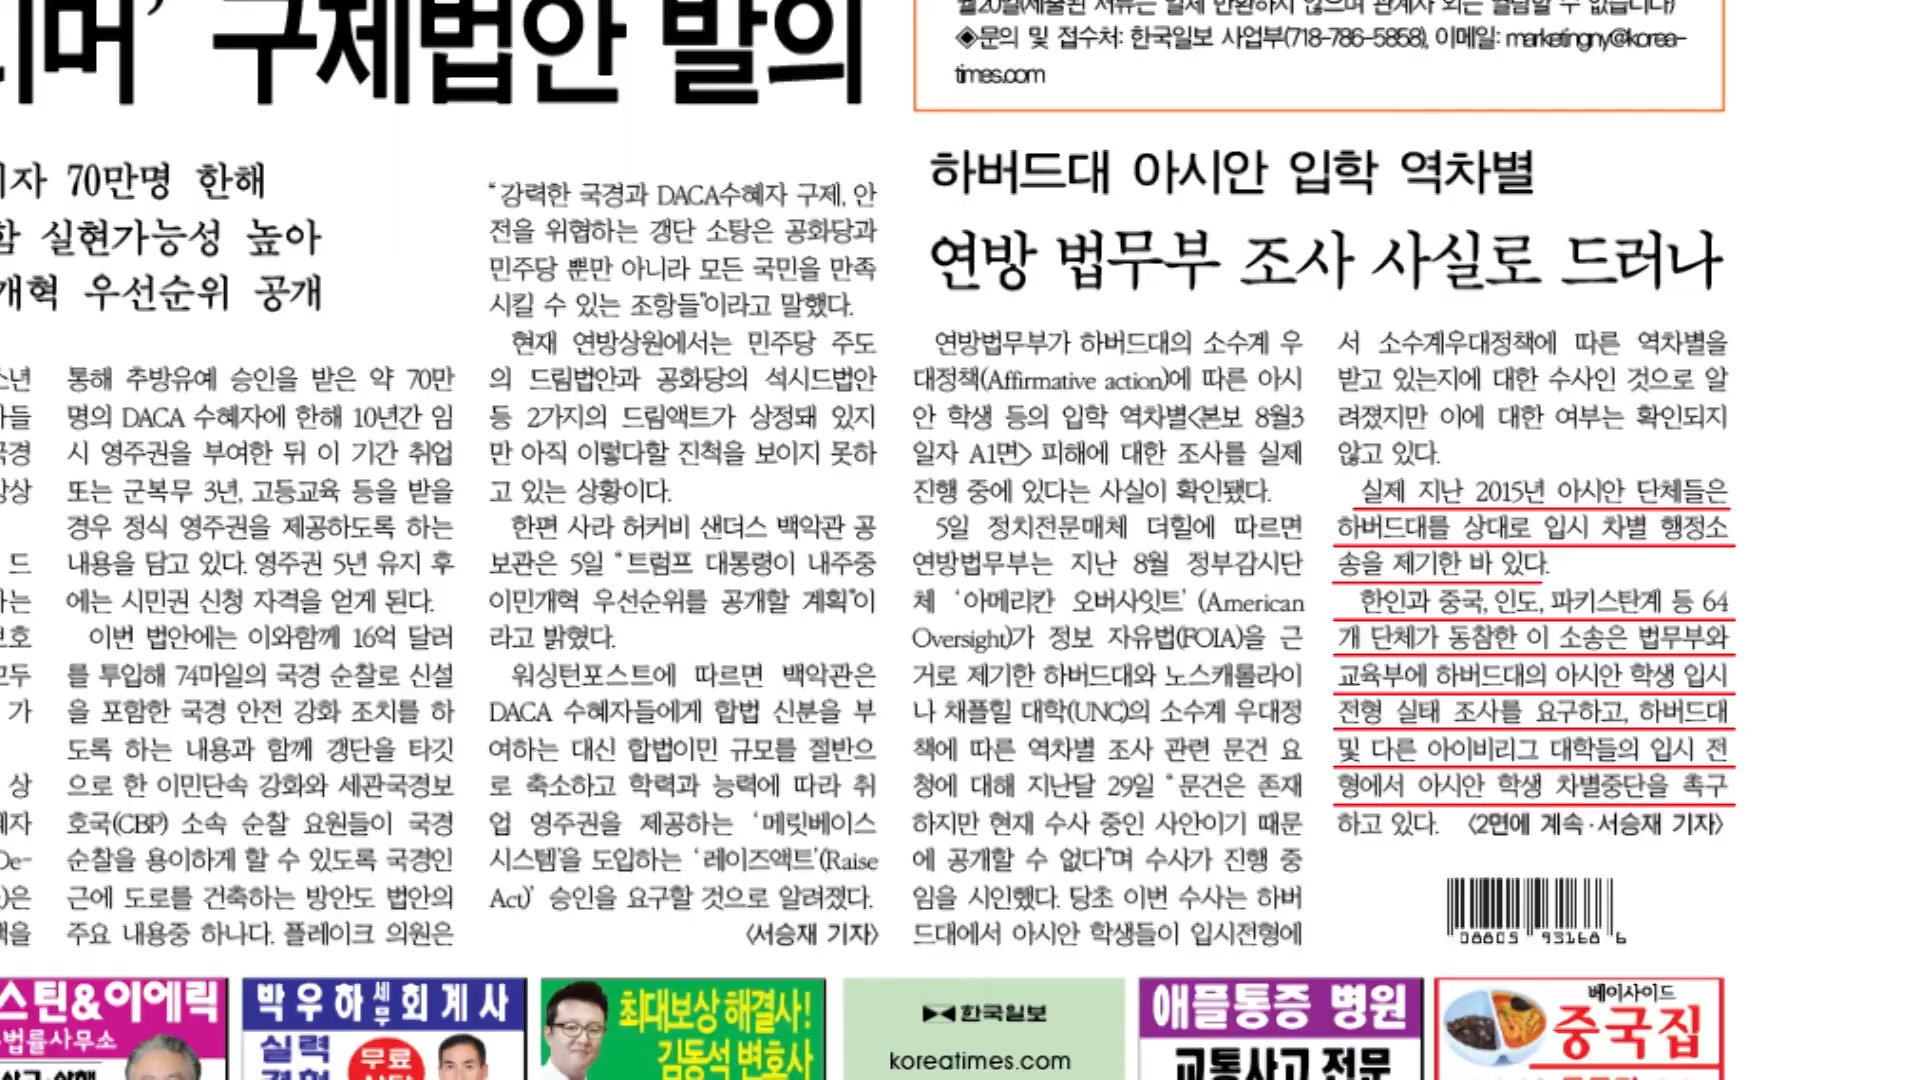 구제법안 발의
70만명 한해
실현가능성 높아
개혁 우선순위 공개
통해 추방유예 승인을 받은 약 70만
명의 DACA 수혜자에 한해 10년간 임
시 영주권을 부여한 뒤 이 기간 취업
또는 군복무 3년, 고등교육 등을 받을
경우 정식 영주권을 제공하도록 하는
내용을 담고 있다. 영주권 5년 유지 후
에는 시민권 신청 자격을 얻게 된다.
이번 법안에는 이와함께 16억 달러
를 투입해 74마일의 국경 순찰로 신설
을 포함한 국경 안전 강화 조치를 하
도록 하는 내용과 함께 갱단을 타깃
으로 한 이민단속 강화와 세관국경보
호국(CBP) 소속 순찰 요원들이 국경
순찰을 용이하게 할 수 있도록 국경인
근에 도로를 건축하는 방안도 법안의
주요 내용중 하나다. 플레이크 의원은
“강력한 국경과 DACA수혜자 구제, 안
전을 위협하는 갱단 소탕은 공화당과
민주당 뿐만 아니라 모든 국민을 만족
시킬 수 있는 조항들”이라고 말했다.
현재 연방상원에서는 민주당 주도
의 드림법안과 공화당의 석시드법안
등 2가지의 드림액트가 상정돼 있지
만 아직 이렇다할 진척을 보이지 못하
고 있는 상황이다.
한편 사라 허커비 샌더스 백악관 공
보관은 5일 “트럼프 대통령이 내주중
이민개혁 우선순위를 공개할 계획”이
라고 밝혔다.
워싱턴포스트에 따르면 백악관은
DACA 수혜자들에게 합법 신분을 부
여하는 대신 합법이민 규모를 절반으
로 축소하고 학력과 능력에 따라 취
업 영주권을 제공하는 ‘메릿베이스
시스템’을 도입하는 ‘레이즈액트’(Raise
Act)’ 승인을 요구할 것으로 알려졌다.
<서승재 기자>
월20일(제출된 서류는 일체 반환하지 않으며 관계자 외는 열람할 수 없습니다)
◈문의 및 접수처: 한국일보 사업부(718-786-5858), 이메일: marketingny@korea-
times.com
하버드대 아시안 입학 역차별
연방 법무부 조사 사실로 드러나
연방법무부가 하버드대의 소수계 우
대정책(Affirmative action)에 따른 아시
안 학생 등의 입학 역차별<본보 8월3
일자 A1면> 피해에 대한 조사를 실제
진행 중에 있다는 사실이 확인됐다.
5일 정치전문매체 더힐에 따르면
연방법무부는 지난 8월 정부감시단
체 ‘아메리칸 오버사잇트’ (American
Oversight)가 정보 자유법(FOIA)을 근
거로 제기한 하버드대와 노스캐롤라이
나 채플힐 대학(UNC)의 소수계 우대정
책에 따른 역차별 조사 관련 문건 요
청에 대해 지난달 29일 “문건은 존재
하지만 현재 수사 중인 사안이기 때문
에 공개할 수 없다”며 수사가 진행 중
임을 시인했다. 당초 이번 수사는 하버
드대에서 아시안 학생들이 입시전형에
서 소수계우대정책에 따른 역차별을
받고 있는지에 대한 수사인 것으로 알
려졌지만 이에 대한 여부는 확인되지
않고 있다.
실제 지난 2015년 아시안 단체들은
하버드대를 상대로 입시 차별 행정소
송을 제기한 바 있다.
한인과 중국, 인도, 파키스탄계 등 64
개 단체가 동참한 이 소송은 법무부와
교육부에 하버드대의 아시안 학생 입시
전형 실태 조사를 요구하고, 하버드대
및 다른 아이비리그 대학들의 입시 전
형에서 아시안 학생 차별중단을 촉구
하고 있다. <2면에 계속·서승재 기자>
08805 93168 6
스틴&이에릭
법률사무소
박우하 세무 회계사
실력
무료
최대보상 해결사!
김동석 변호사
한국일보
koreatimes.com
애플통증 병원
교통사고 전문
베이사이드
중국집